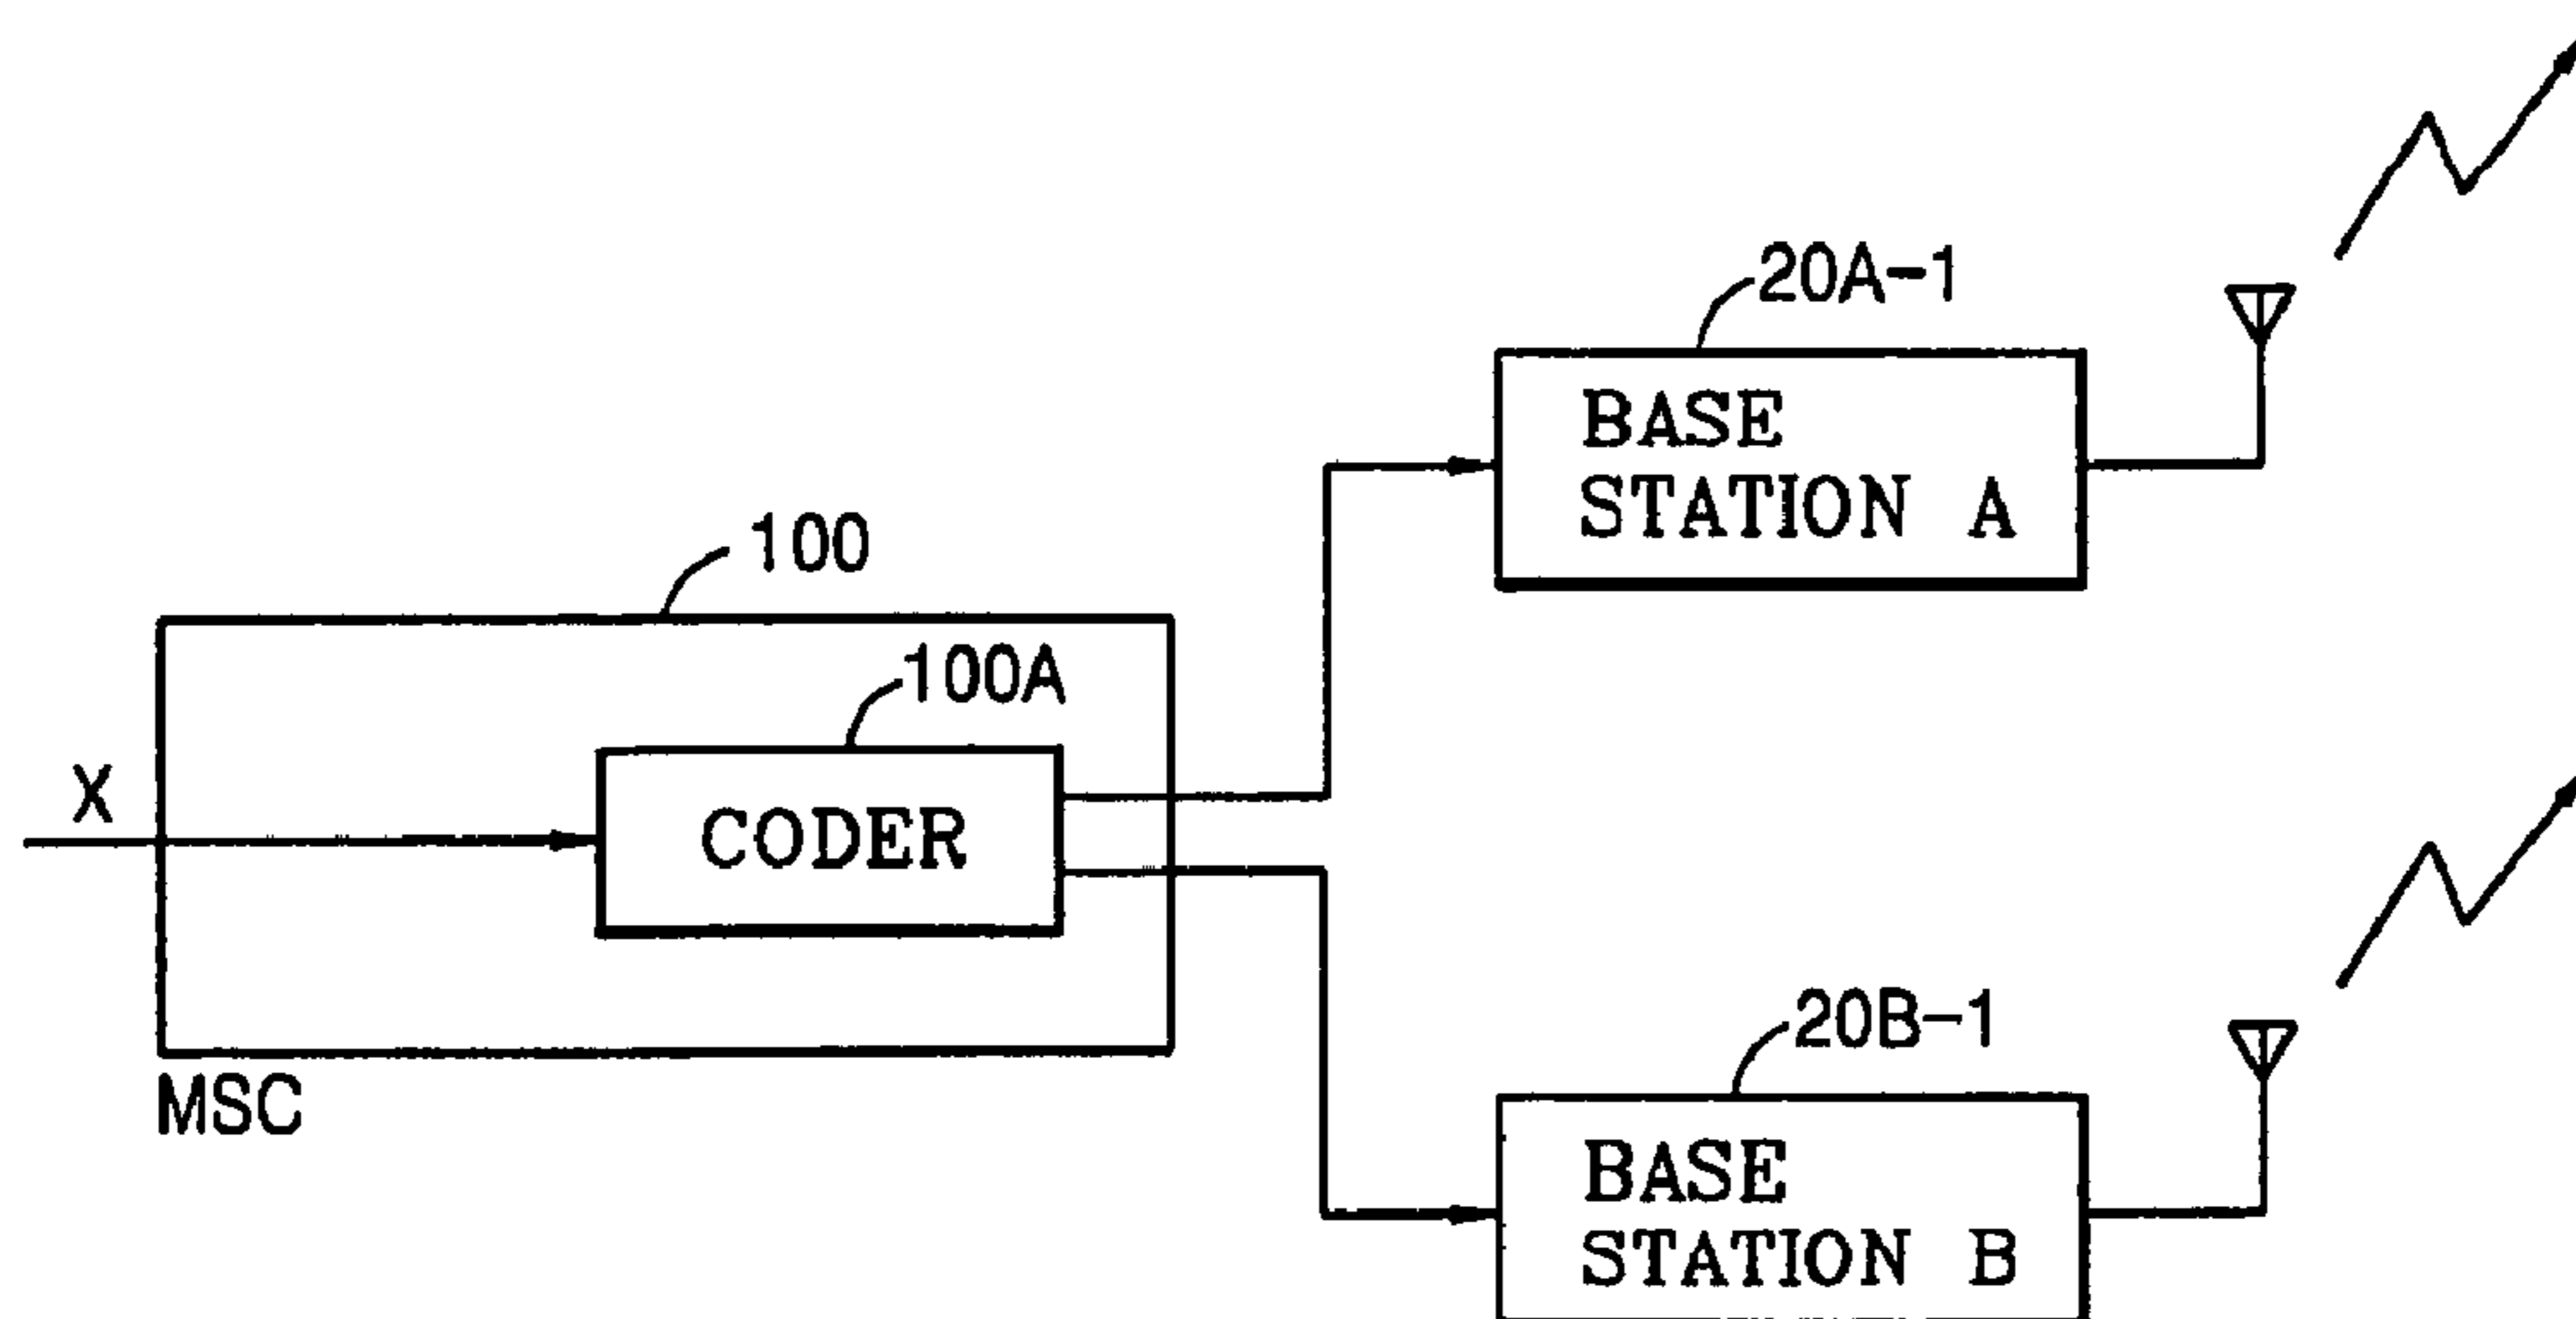 20A-1
BASE
STATION A
100
100A
X
CODER
MSC
20B-1
BASE
STATION B